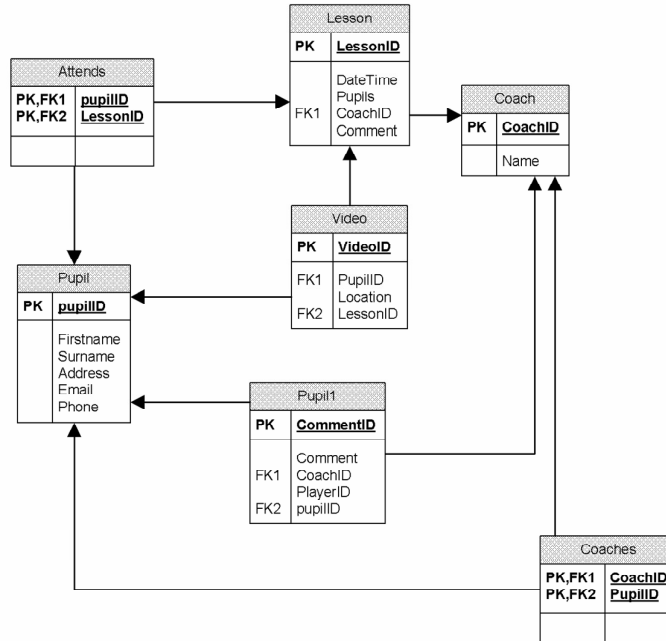 Lesson
PK LessonID
DateTime
Pupils
FK1 CoachID
Comment
Attends
PK,FK1 pupilID
PK,FK2 LessonID
Coach
PK CoachID
Name
Video
PK VideoID
FK1 PupilID
Location
FK2 LessonID
Pupil
PK pupilID
Firstname
Surname
Address
Email
Phone
Pupil1
PK CommentID
Comment
FK1 CoachID
PlayerID
FK2 pupilID
Coaches
PK,FK1 CoachID
PK,FK2 PupilID